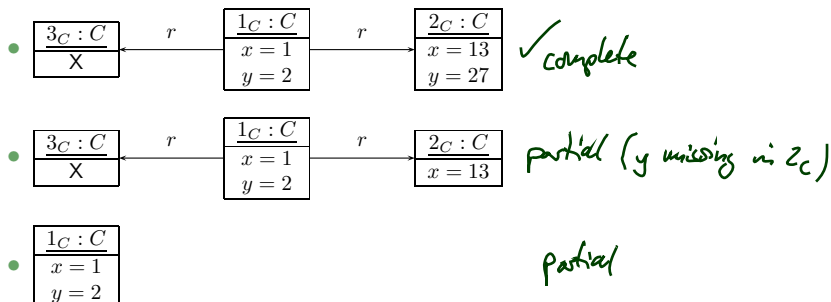 3_C : C r 1_C : C r 2_C : C
X x = 1 x = 13 ✓ complete
y = 2 y = 27
3_C : C r 1_C : C r 2_C : C
X x = 1 x = 13 partial (y missing in 2_C)
y = 2
1_C : C
x = 1 partial
y = 2